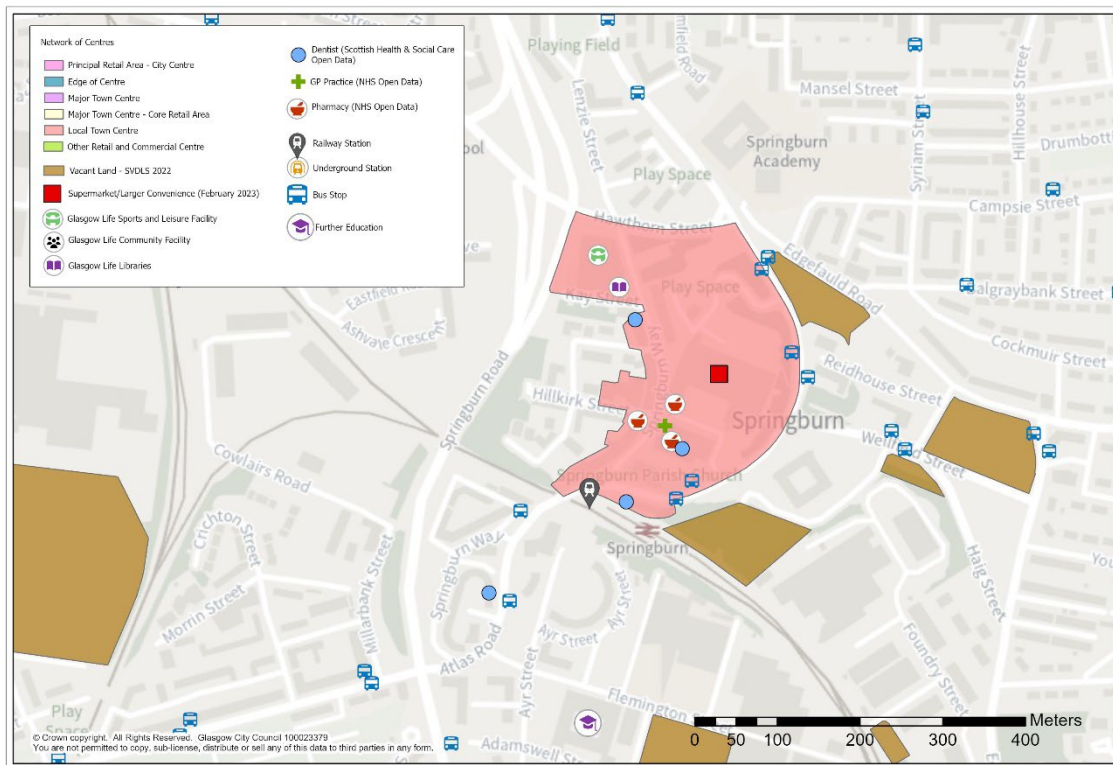 Network of Centres
Principal Retail Area - City Centre
Edge of Centre
Major Town Centre
Major Town Centre - Core Retail Area
Local Town Centre
Other Retail and Commercial Centre
Vacant Land - SVDLS 2022
Supermarket/Larger Convenience (February 2023)
Glasgow Life Sports and Leisure Facility
Glasgow Life Community Facility
Glasgow Life Libraries
Dentist (Scottish Health & Social Care
Open Data)
GP Practice (NHS Open Data)
Pharmacy (NHS Open Data)
Railway Station
Underground Station
Bus Stop
Further Education
Playing Field
Lenzie Street
Mansel Street
Hillhouse Street
Springburn
Academy
Syriam Street
Play Space
Campsie Street
Hawthorn Street
Edgefauld Road
Kay Street
Play Space
Galgraybank Street
Eastfield
Ashvale Crescent
Cockmuir Street
Springburn Road
Springburn Way
Reidhouse Street
Hillkirk Street
Springburn
Wellfield Street
Cowlairs Road
Springburn Parish Church
Crichton Street
Springburn
Haig Street
Springburn Way
Millarbank Street
Morrin Street
Ayr Street
Ayr Street
Atlas Road
Foundry Street
Ayr Street
Flemington
Play
Space
Adamswell
Meters
0 50 100 200 300 400
© Crown copyright. All Rights Reserved. Glasgow City Council 100023379
You are not permitted to copy, sub-license, distribute or sell any of this data to third parties in any form.